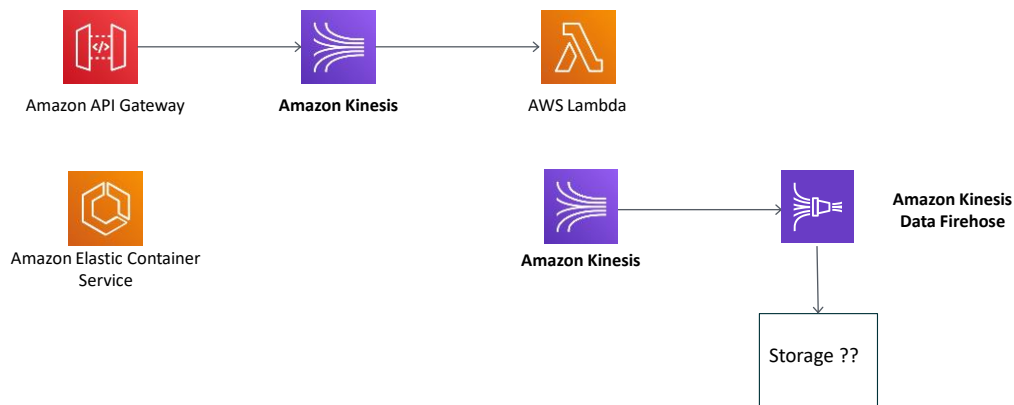 Amazon API Gateway
Amazon Kinesis
AWS Lambda
Amazon Elastic Container
Service
Amazon Kinesis
Amazon Kinesis
Data Firehose
Storage ??